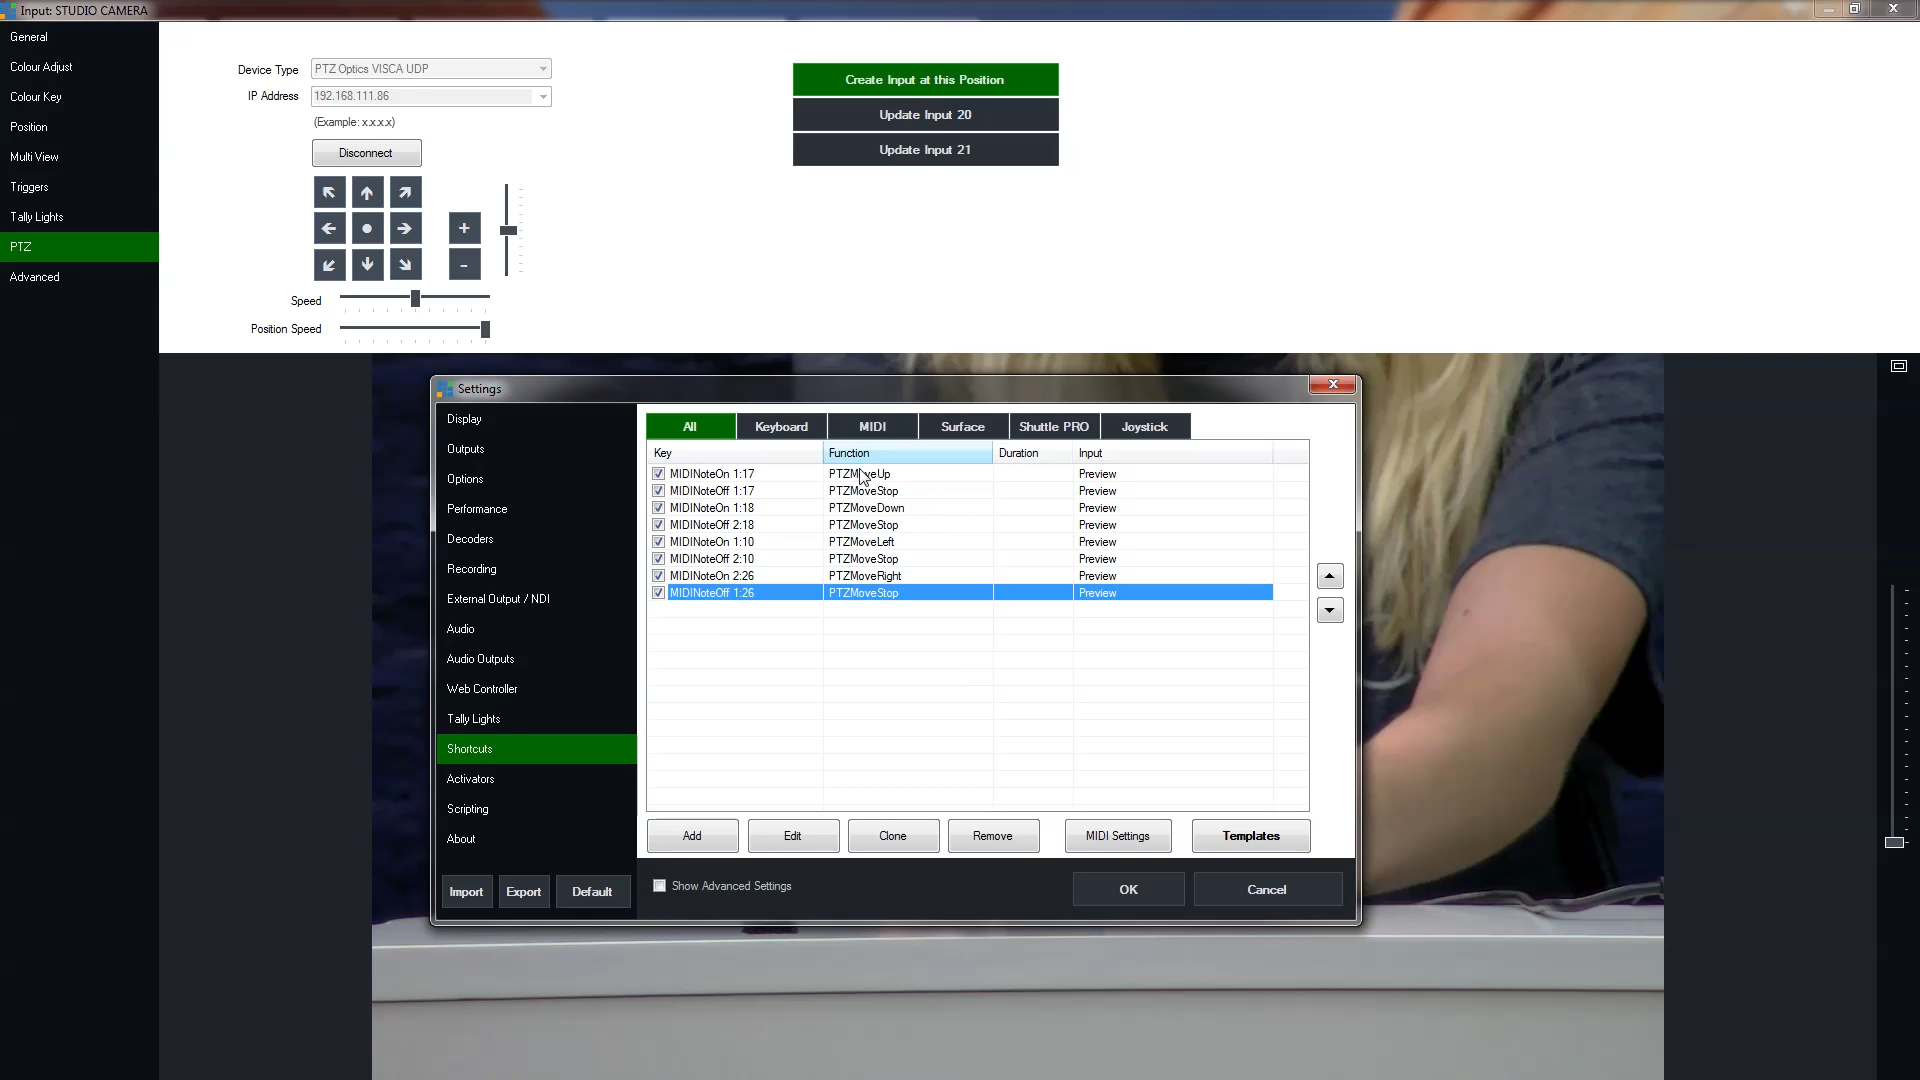 Input: STUDIO CAMERA
General
Colour Adjust
Colour Key
Position
Multi View
Triggers
Tally Lights
PTZ
Advanced
Device Type PTZ Optics VISCA UDP
IP Address 192.168.111.86
(Example: x.x.x.x)
Disconnect
+
-
Speed
Position Speed
Create Input at this Position
Update Input 20
Update Input 21
Settings
Display
Outputs
Options
Performance
Decoders
Recording
External Output / NDI
Audio
Audio Outputs
Web Controller
Tally Lights
Shortcuts
Activators
Scripting
About
Import Export Default
All Keyboard MIDI Surface Shuttle PRO Joystick
Key Function Duration Input
MIDINoteOn 1:17 PTZMoveUp Preview
MIDINoteOff 1:17 PTZMoveStop Preview
MIDINoteOn 1:18 PTZMoveDown Preview
MIDINoteOff 2:18 PTZMoveStop Preview
MIDINoteOn 1:10 PTZMoveLeft Preview
MIDINoteOff 2:10 PTZMoveStop Preview
MIDINoteOn 2:26 PTZMoveRight Preview
MIDINoteOff 1:26 PTZMoveStop Preview
Add Edit Clone Remove MIDI Settings Templates
Show Advanced Settings
OK Cancel